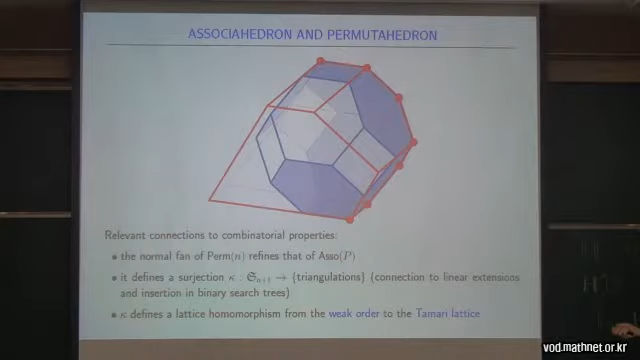 ASSOCIAHEDRON AND PERMUTAHEDRON
Relevant connections to combinatorial properties:
• the normal fan of Perm(n) refines that of Asso(P)
• it defines a surjection κ : 𝔖ₙ₊₁ → {triangulations} (connection to linear extensions
and insertion in binary search trees)
• κ defines a lattice homomorphism from the weak order to the Tamari lattice
vod.mathnet.or.kr